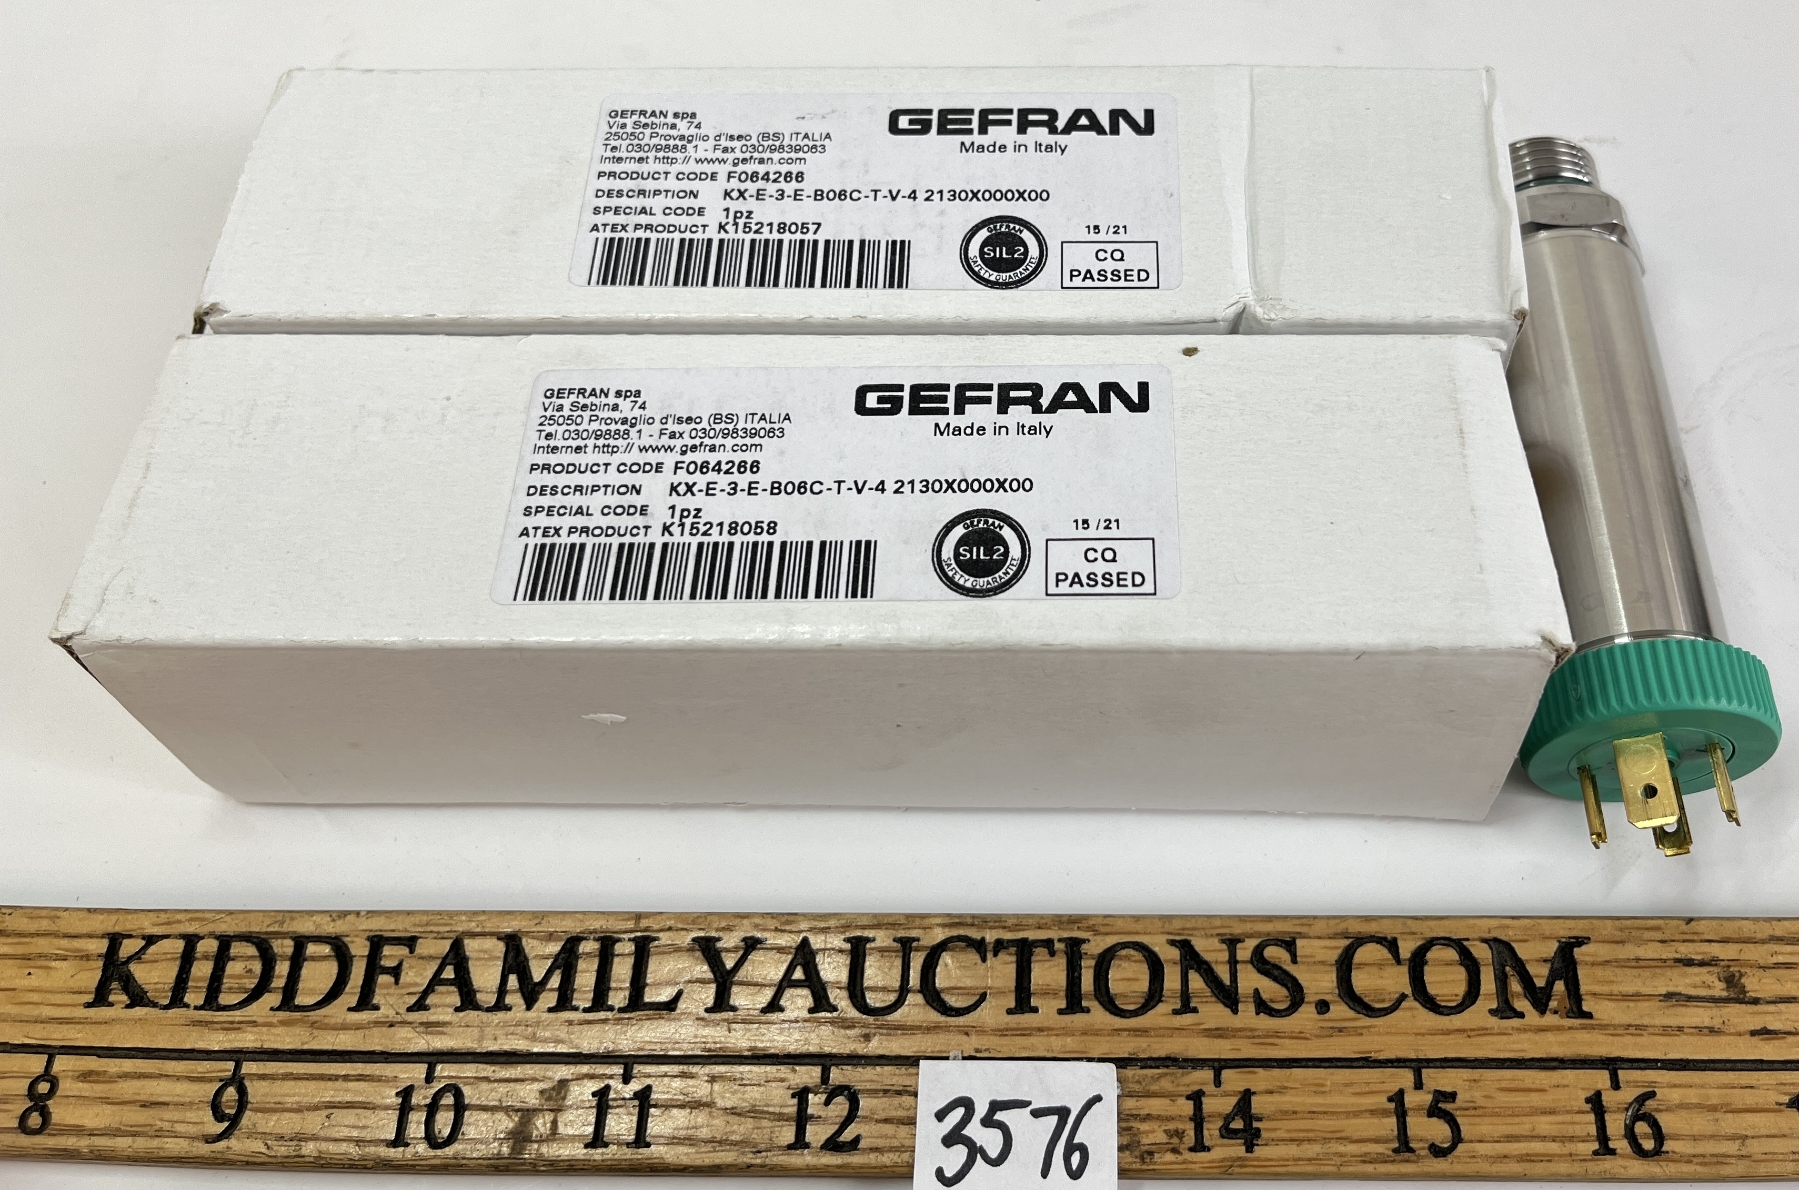 GEFRAN spa
Via Sebina, 74
25050 Provaglio d'Iseo (BS) ITALIA
Tel.030/9888.1 - Fax 030/9839063
Internet http:// www.gefran.com
GEFRAN
Made in Italy
PRODUCT CODE F064266
DESCRIPTION KX-E-3-E-B06C-T-V-4 2130X000X00
SPECIAL CODE 1pz
ATEX PRODUCT K15218057
GEFRAN
SIL2
SAFETY GUARANTEE
15 /21
CQ
PASSED
GEFRAN spa
Via Sebina, 74
25050 Provaglio d'Iseo (BS) ITALIA
Tel.030/9888.1 - Fax 030/9839063
Internet http:// www.gefran.com
GEFRAN
Made in Italy
PRODUCT CODE F064266
DESCRIPTION KX-E-3-E-B06C-T-V-4 2130X000X00
SPECIAL CODE 1pz
ATEX PRODUCT K15218058
GEFRAN
SIL2
SAFETY GUARANTEE
15 /21
CQ
PASSED
KIDDFAMILYAUCTIONS.COM
8 9 10 11 12 14 15 16
3576